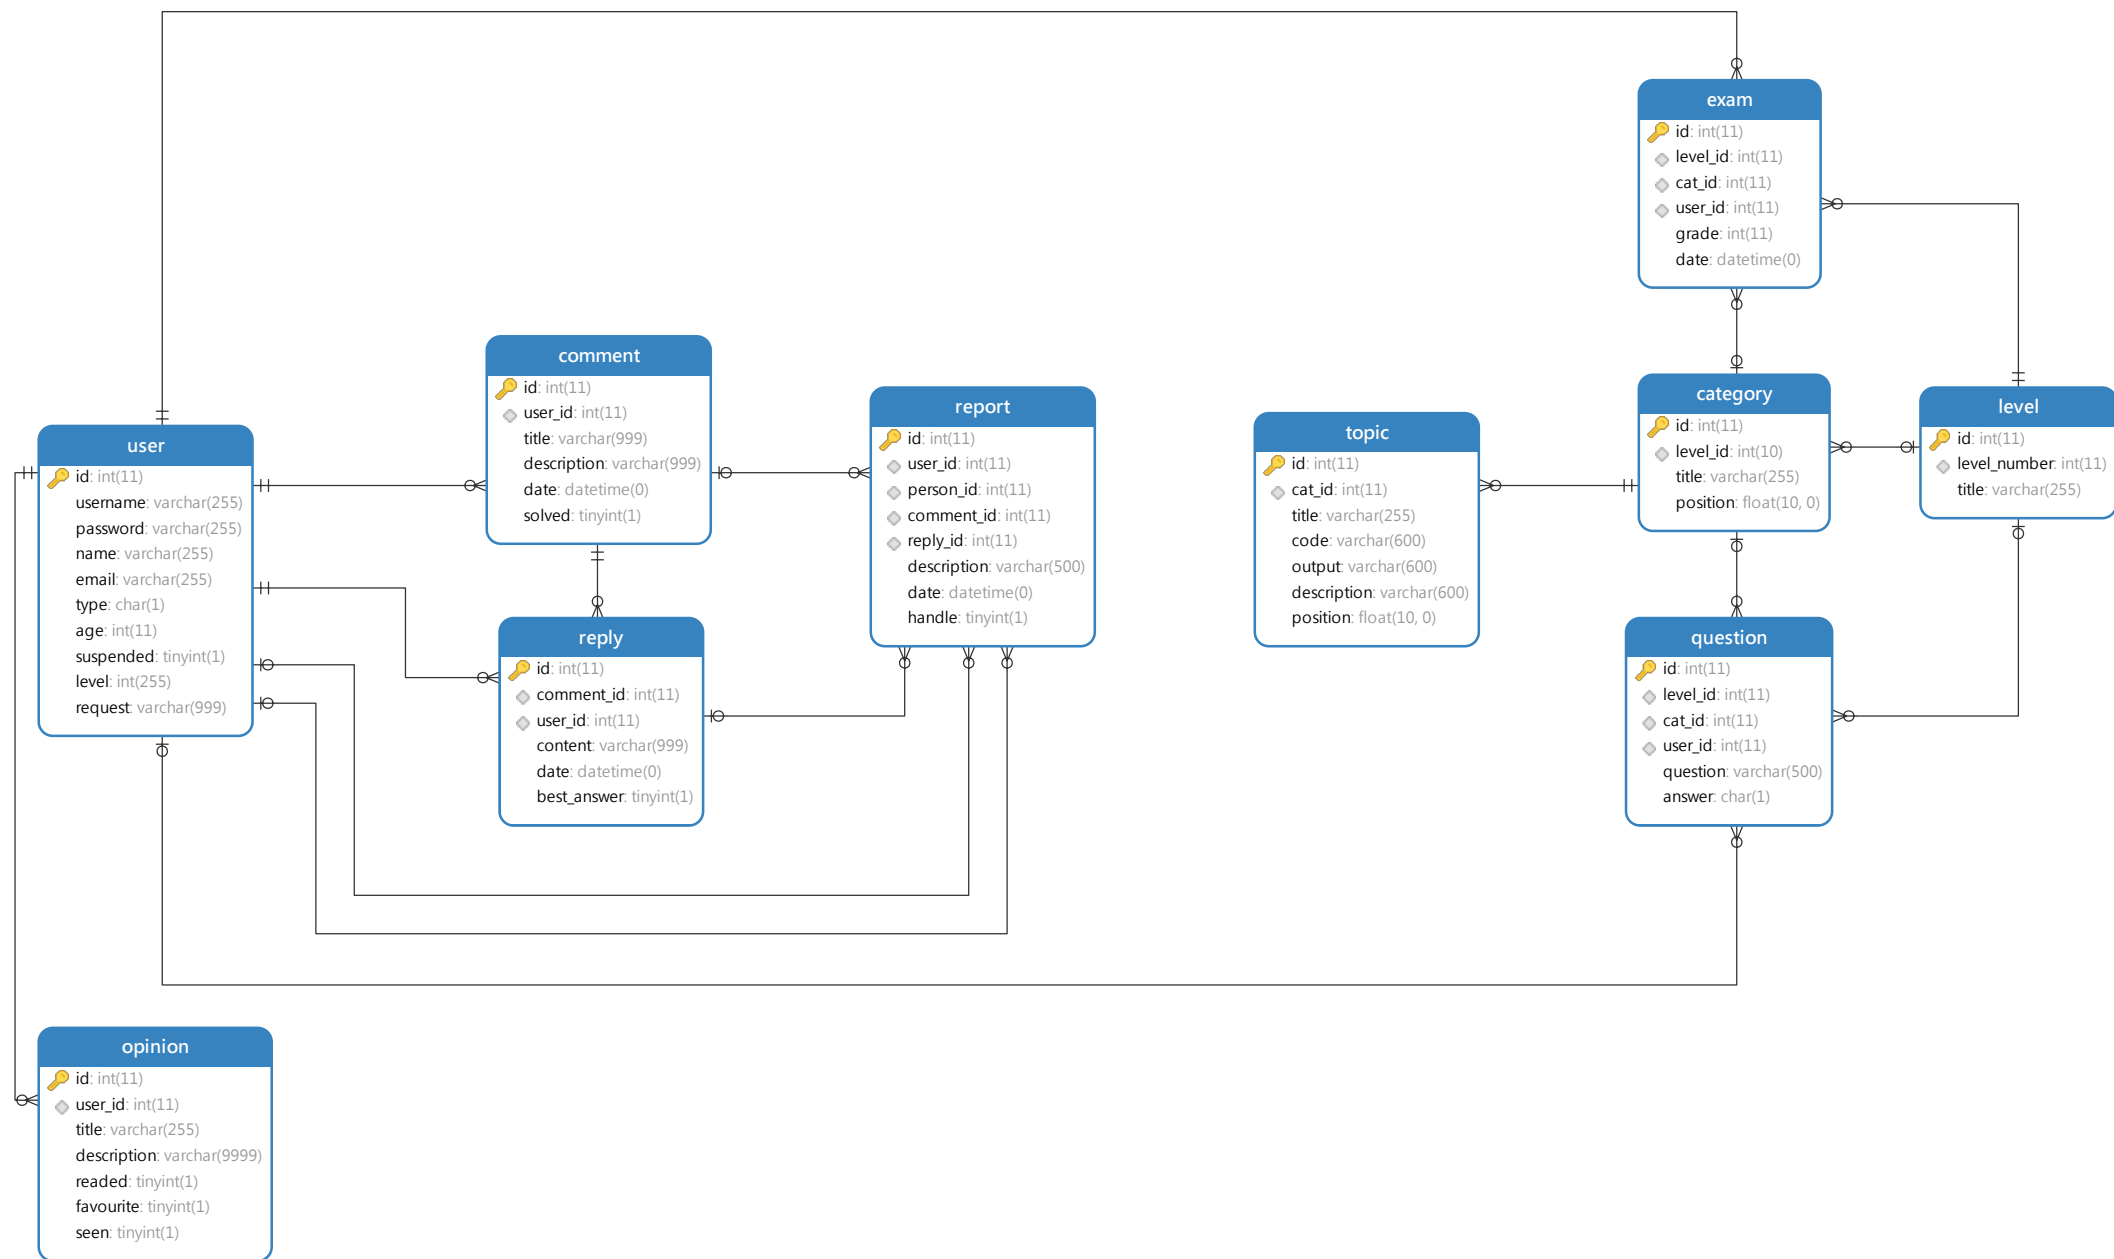 exam
id: int(11)
level_id: int(11)
cat_id: int(11)
user_id: int(11)
grade: int(11)
date: datetime(0)
comment
id: int(11)
user_id: int(11)
title: varchar(999)
description: varchar(999)
date: datetime(0)
solved: tinyint(1)
report
id: int(11)
user_id: int(11)
person_id: int(11)
comment_id: int(11)
reply_id: int(11)
description: varchar(500)
date: datetime(0)
handle: tinyint(1)
topic
id: int(11)
cat_id: int(11)
title: varchar(255)
code: varchar(600)
output: varchar(600)
description: varchar(600)
position: float(10, 0)
category
id: int(11)
level_id: int(10)
title: varchar(255)
position: float(10, 0)
level
id: int(11)
level_number: int(11)
title: varchar(255)
user
id: int(11)
username: varchar(255)
password: varchar(255)
name: varchar(255)
email: varchar(255)
type: char(1)
age: int(11)
suspended: tinyint(1)
level: int(255)
request: varchar(999)
reply
id: int(11)
comment_id: int(11)
user_id: int(11)
content: varchar(999)
date: datetime(0)
best_answer: tinyint(1)
question
id: int(11)
level_id: int(11)
cat_id: int(11)
user_id: int(11)
question: varchar(500)
answer: char(1)
opinion
id: int(11)
user_id: int(11)
title: varchar(255)
description: varchar(9999)
readed: tinyint(1)
favourite: tinyint(1)
seen: tinyint(1)